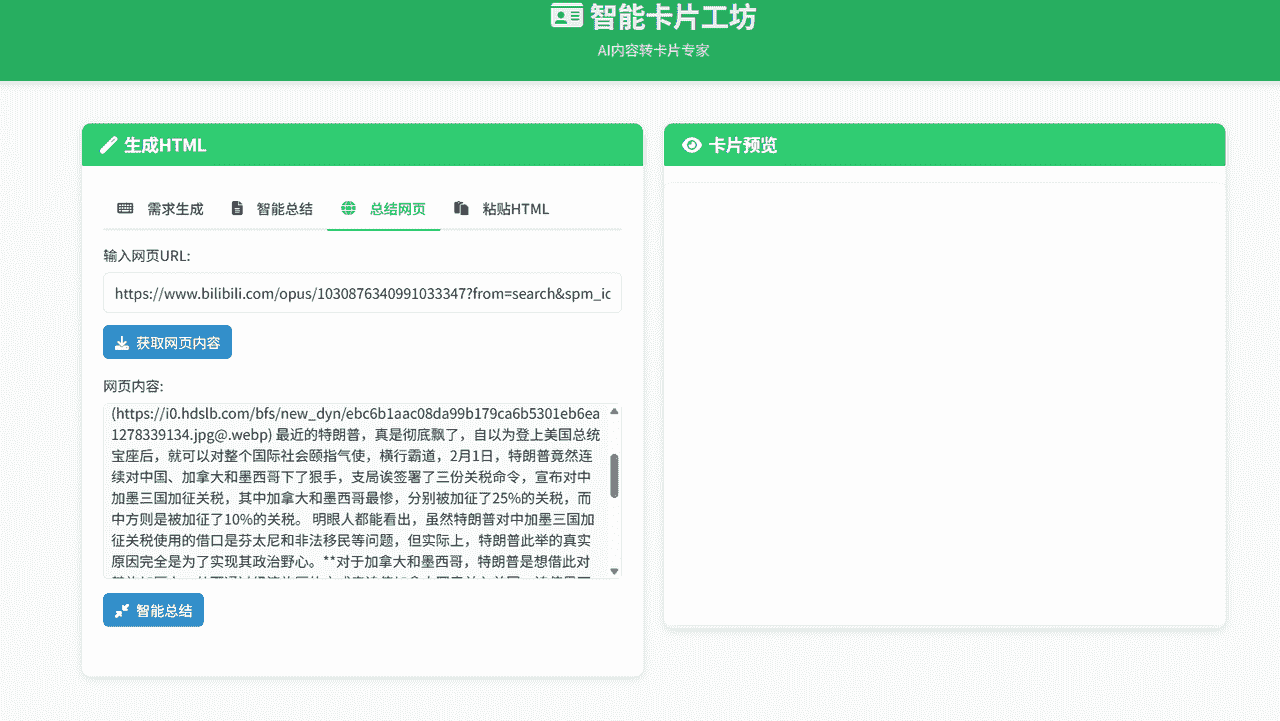 智能卡片工坊
AI内容转卡片专家
生成HTML
需求生成 智能总结 总结网页 粘贴HTML
输入网页URL:
https://www.bilibili.com/opus/1030876340991033347?from=search&spm_ic
获取网页内容
网页内容:
(https://i0.hdslb.com/bfs/new_dyn/ebc6b1aac08da99b179ca6b5301eb6ea
1278339134.jpg@.webp) 最近的特朗普，真是彻底飘了，自以为登上美国总统
宝座后，就可以对整个国际社会颐指气使，横行霸道，2月1日，特朗普竟然连
续对中国、加拿大和墨西哥下了狠手，支局诶签署了三份关税命令，宣布对中
加墨三国加征关税，其中加拿大和墨西哥最惨，分别被加征了25%的关税，而
中方则是被加征了10%的关税。 明眼人都能看出，虽然特朗普对中加墨三国加
征关税使用的借口是芬太尼和非法移民等问题，但实际上，特朗普此举的真实
原因完全是为了实现其政治野心。**对于加拿大和墨西哥，特朗普是想借此对
智能总结
卡片预览